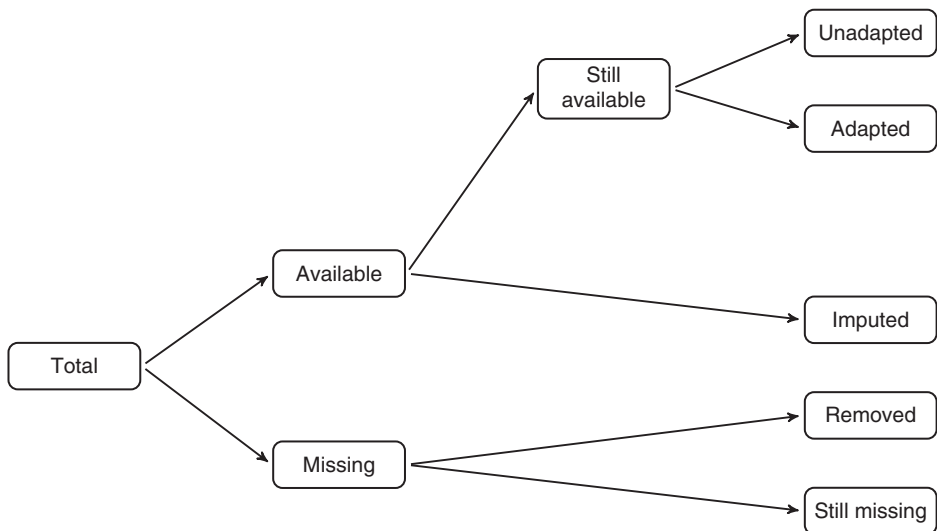 Unadapted
Still
available
Adapted
Available
Imputed
Total
Removed
Missing
Still missing